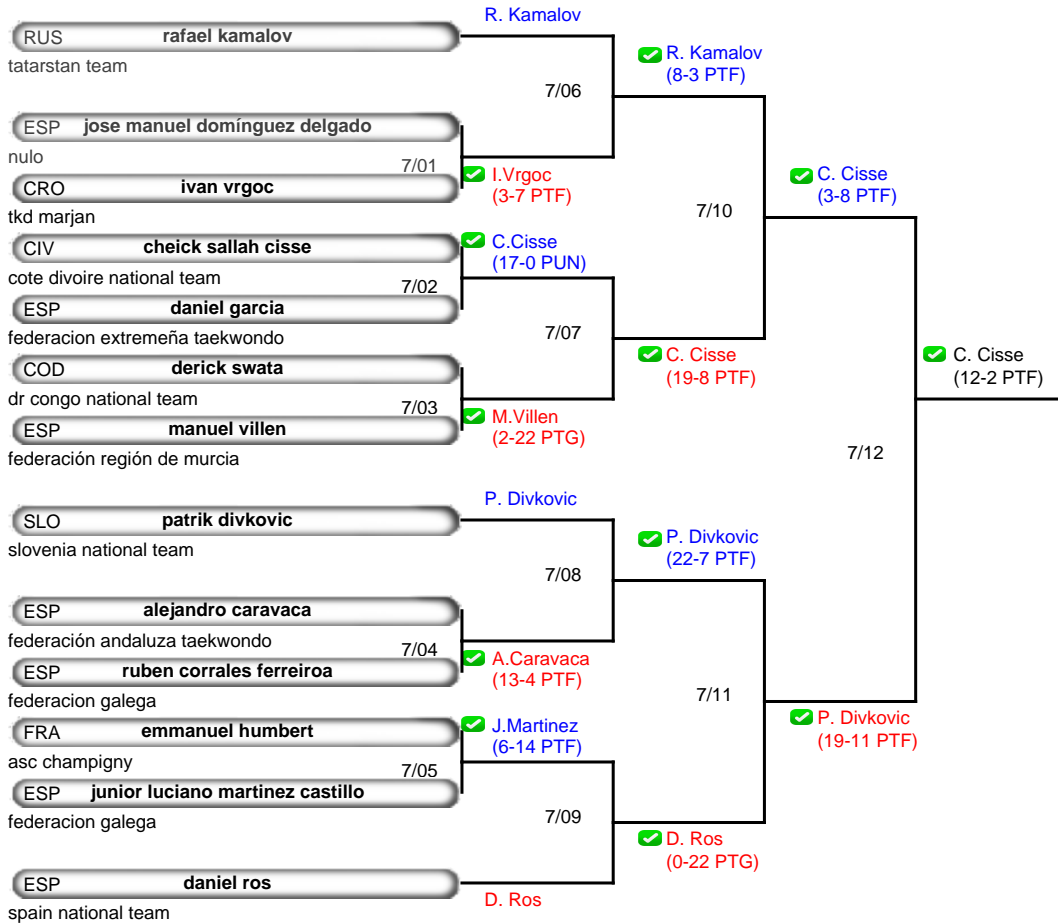 R. Kamalov
RUS rafael kamalov
tatarstan team
R. Kamalov
(8-3 PTF)
7/06
ESP jose manuel domínguez delgado
nulo
7/01
I.Vrgoc
(3-7 PTF)
CRO ivan vrgoc
tkd marjan
C. Cisse
(3-8 PTF)
7/10
CIV cheick sallah cisse
cote divoire national team
C.Cisse
(17-0 PUN)
7/02
ESP daniel garcia
federacion extremeña taekwondo
7/07
C. Cisse
(19-8 PTF)
C. Cisse
(12-2 PTF)
COD derick swata
dr congo national team
7/03
M.Villen
(2-22 PTG)
ESP manuel villen
federación región de murcia
7/12
P. Divkovic
SLO patrik divkovic
slovenia national team
P. Divkovic
(22-7 PTF)
7/08
ESP alejandro caravaca
federación andaluza taekwondo
7/04
A.Caravaca
(13-4 PTF)
ESP ruben corrales ferreiroa
federacion galega
7/11
P. Divkovic
(19-11 PTF)
FRA emmanuel humbert
asc champigny
J.Martinez
(6-14 PTF)
7/05
ESP junior luciano martinez castillo
federacion galega
7/09
D. Ros
(0-22 PTG)
ESP daniel ros
spain national team
D. Ros